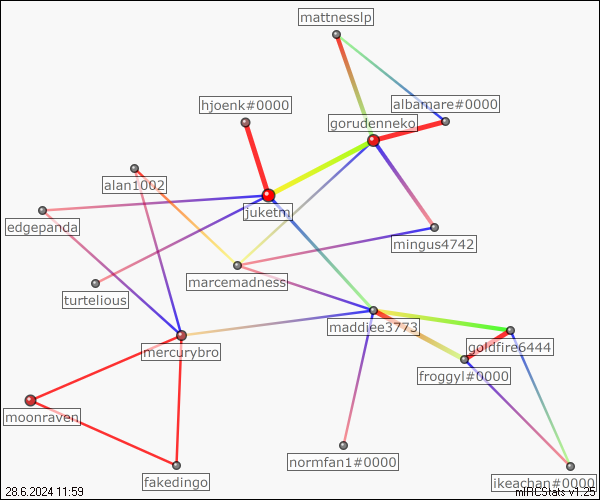 mattnesslp
hjoenk#0000
albamare#0000
gorudenneko
alan1002
juketm
edgepanda
mingus4742
marcemadness
turtelious
maddiee3773
goldfire6444
mercurybro
froggyl#0000
moonraven
normfan1#0000
fakedingo
ikeachan#0000
28.6.2024 11:59
mIRCStats v1.25